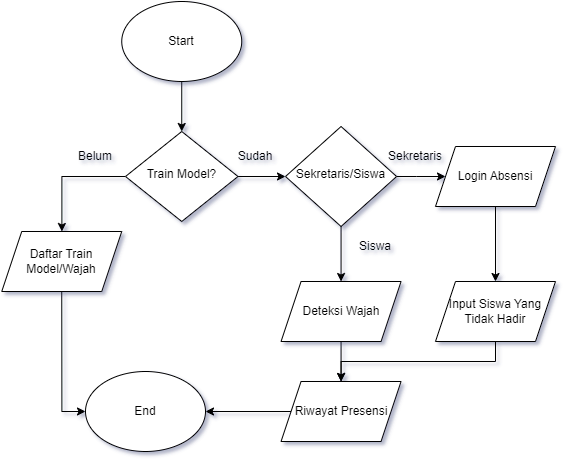 Start
Belum
Train Model?
Sudah
Sekretaris/Siswa
Sekretaris
Login Absensi
Siswa
Daftar Train
Model/Wajah
Deteksi Wajah
Input Siswa Yang
Tidak Hadir
End
Riwayat Presensi